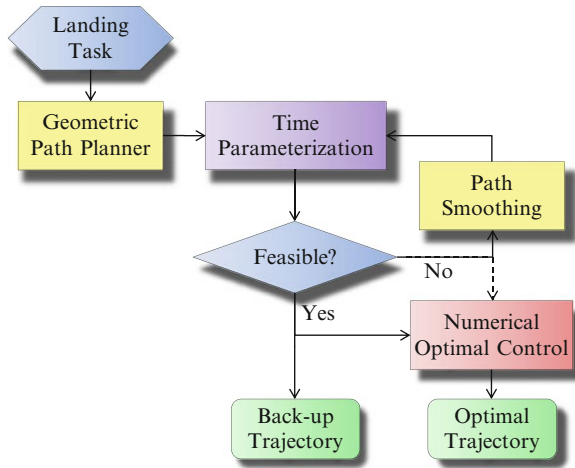 Landing
Task
Geometric
Path Planner
Time
Parameterization
Path
Smoothing
Feasible?
No
Yes
Numerical
Optimal Control
Back-up
Trajectory
Optimal
Trajectory